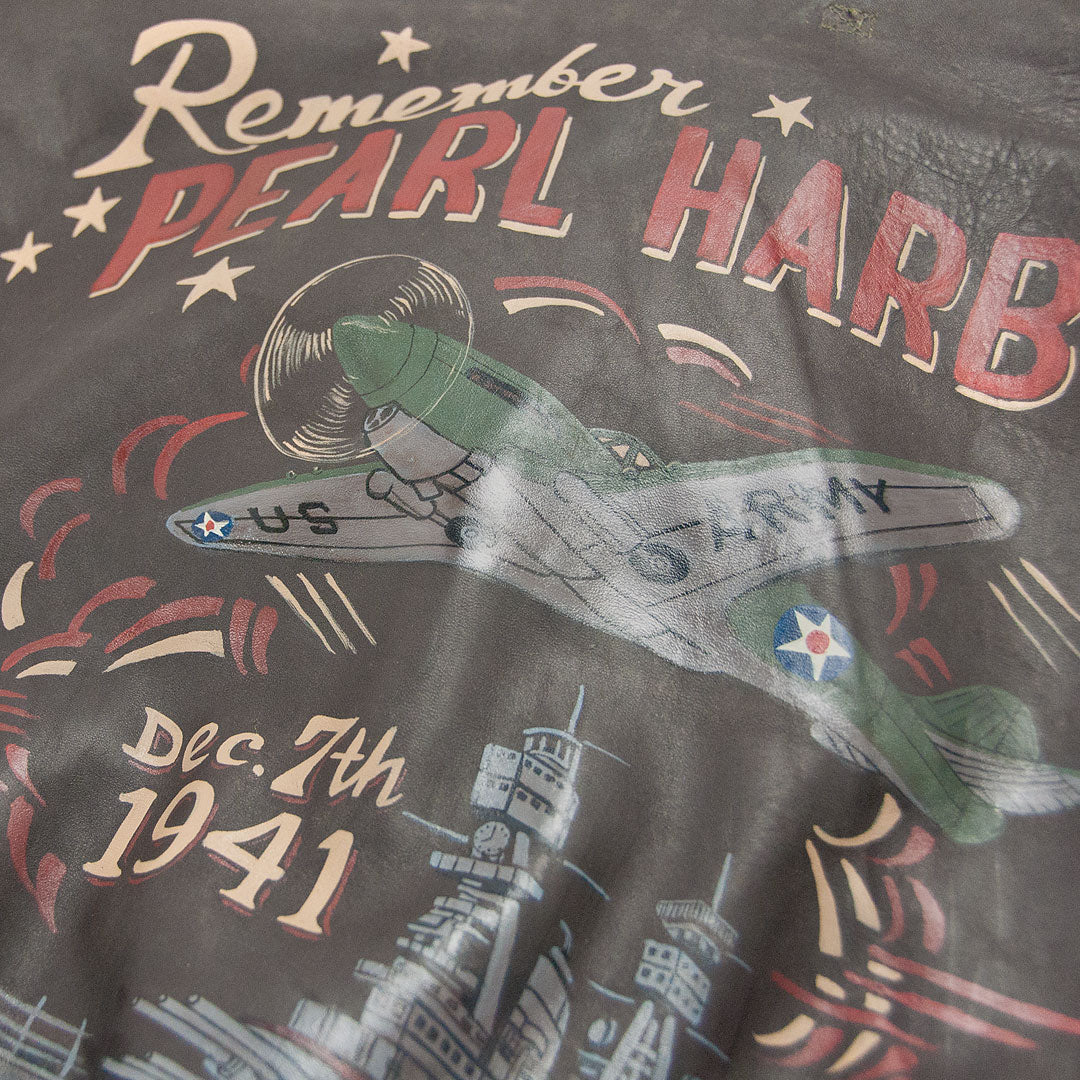 Remember
PEARL HARB
US ARMY
Dec. 7th
1941